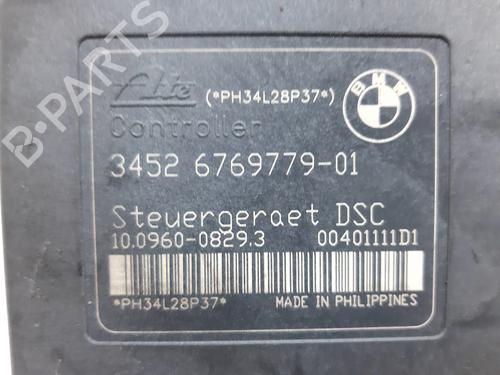 Ate (*PH34L28P37*)
BMW
Controller
3452 6769779-01
Steuergeraet DSC
10.0960-0829.3 00401111D1
*PH34L28P37* MADE IN PHILIPPINES
B-PARTS